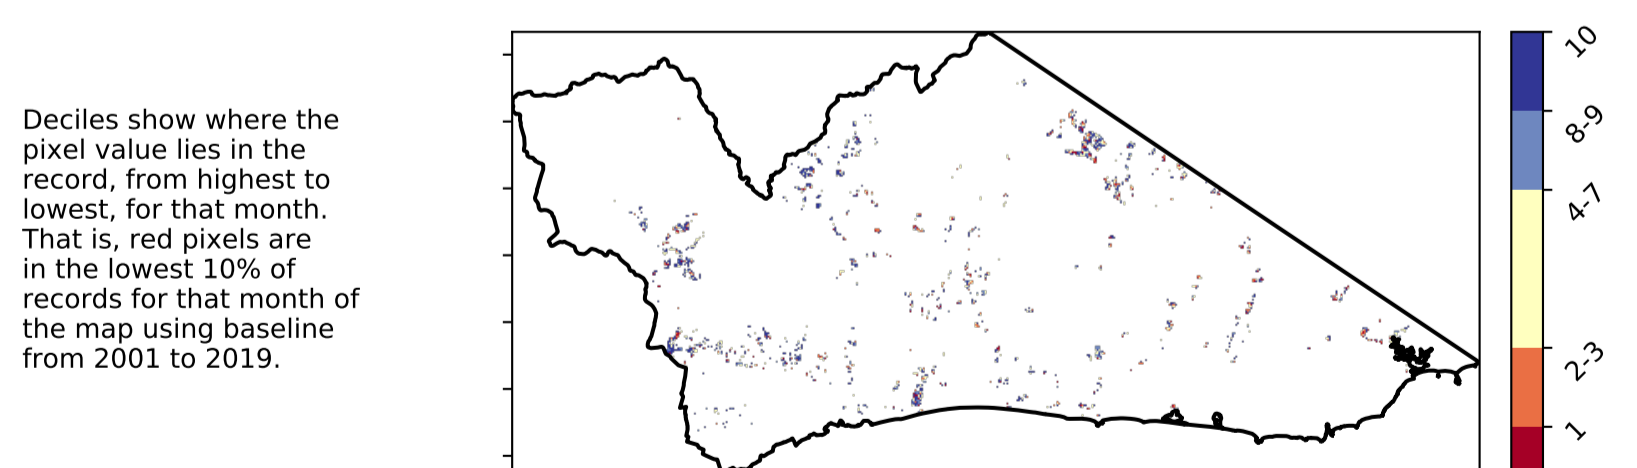 Deciles show where the
pixel value lies in the
record, from highest to
lowest, for that month.
That is, red pixels are
in the lowest 10% of
records for that month of
the map using baseline
from 2001 to 2019.
10
8-9
4-7
2-3
1